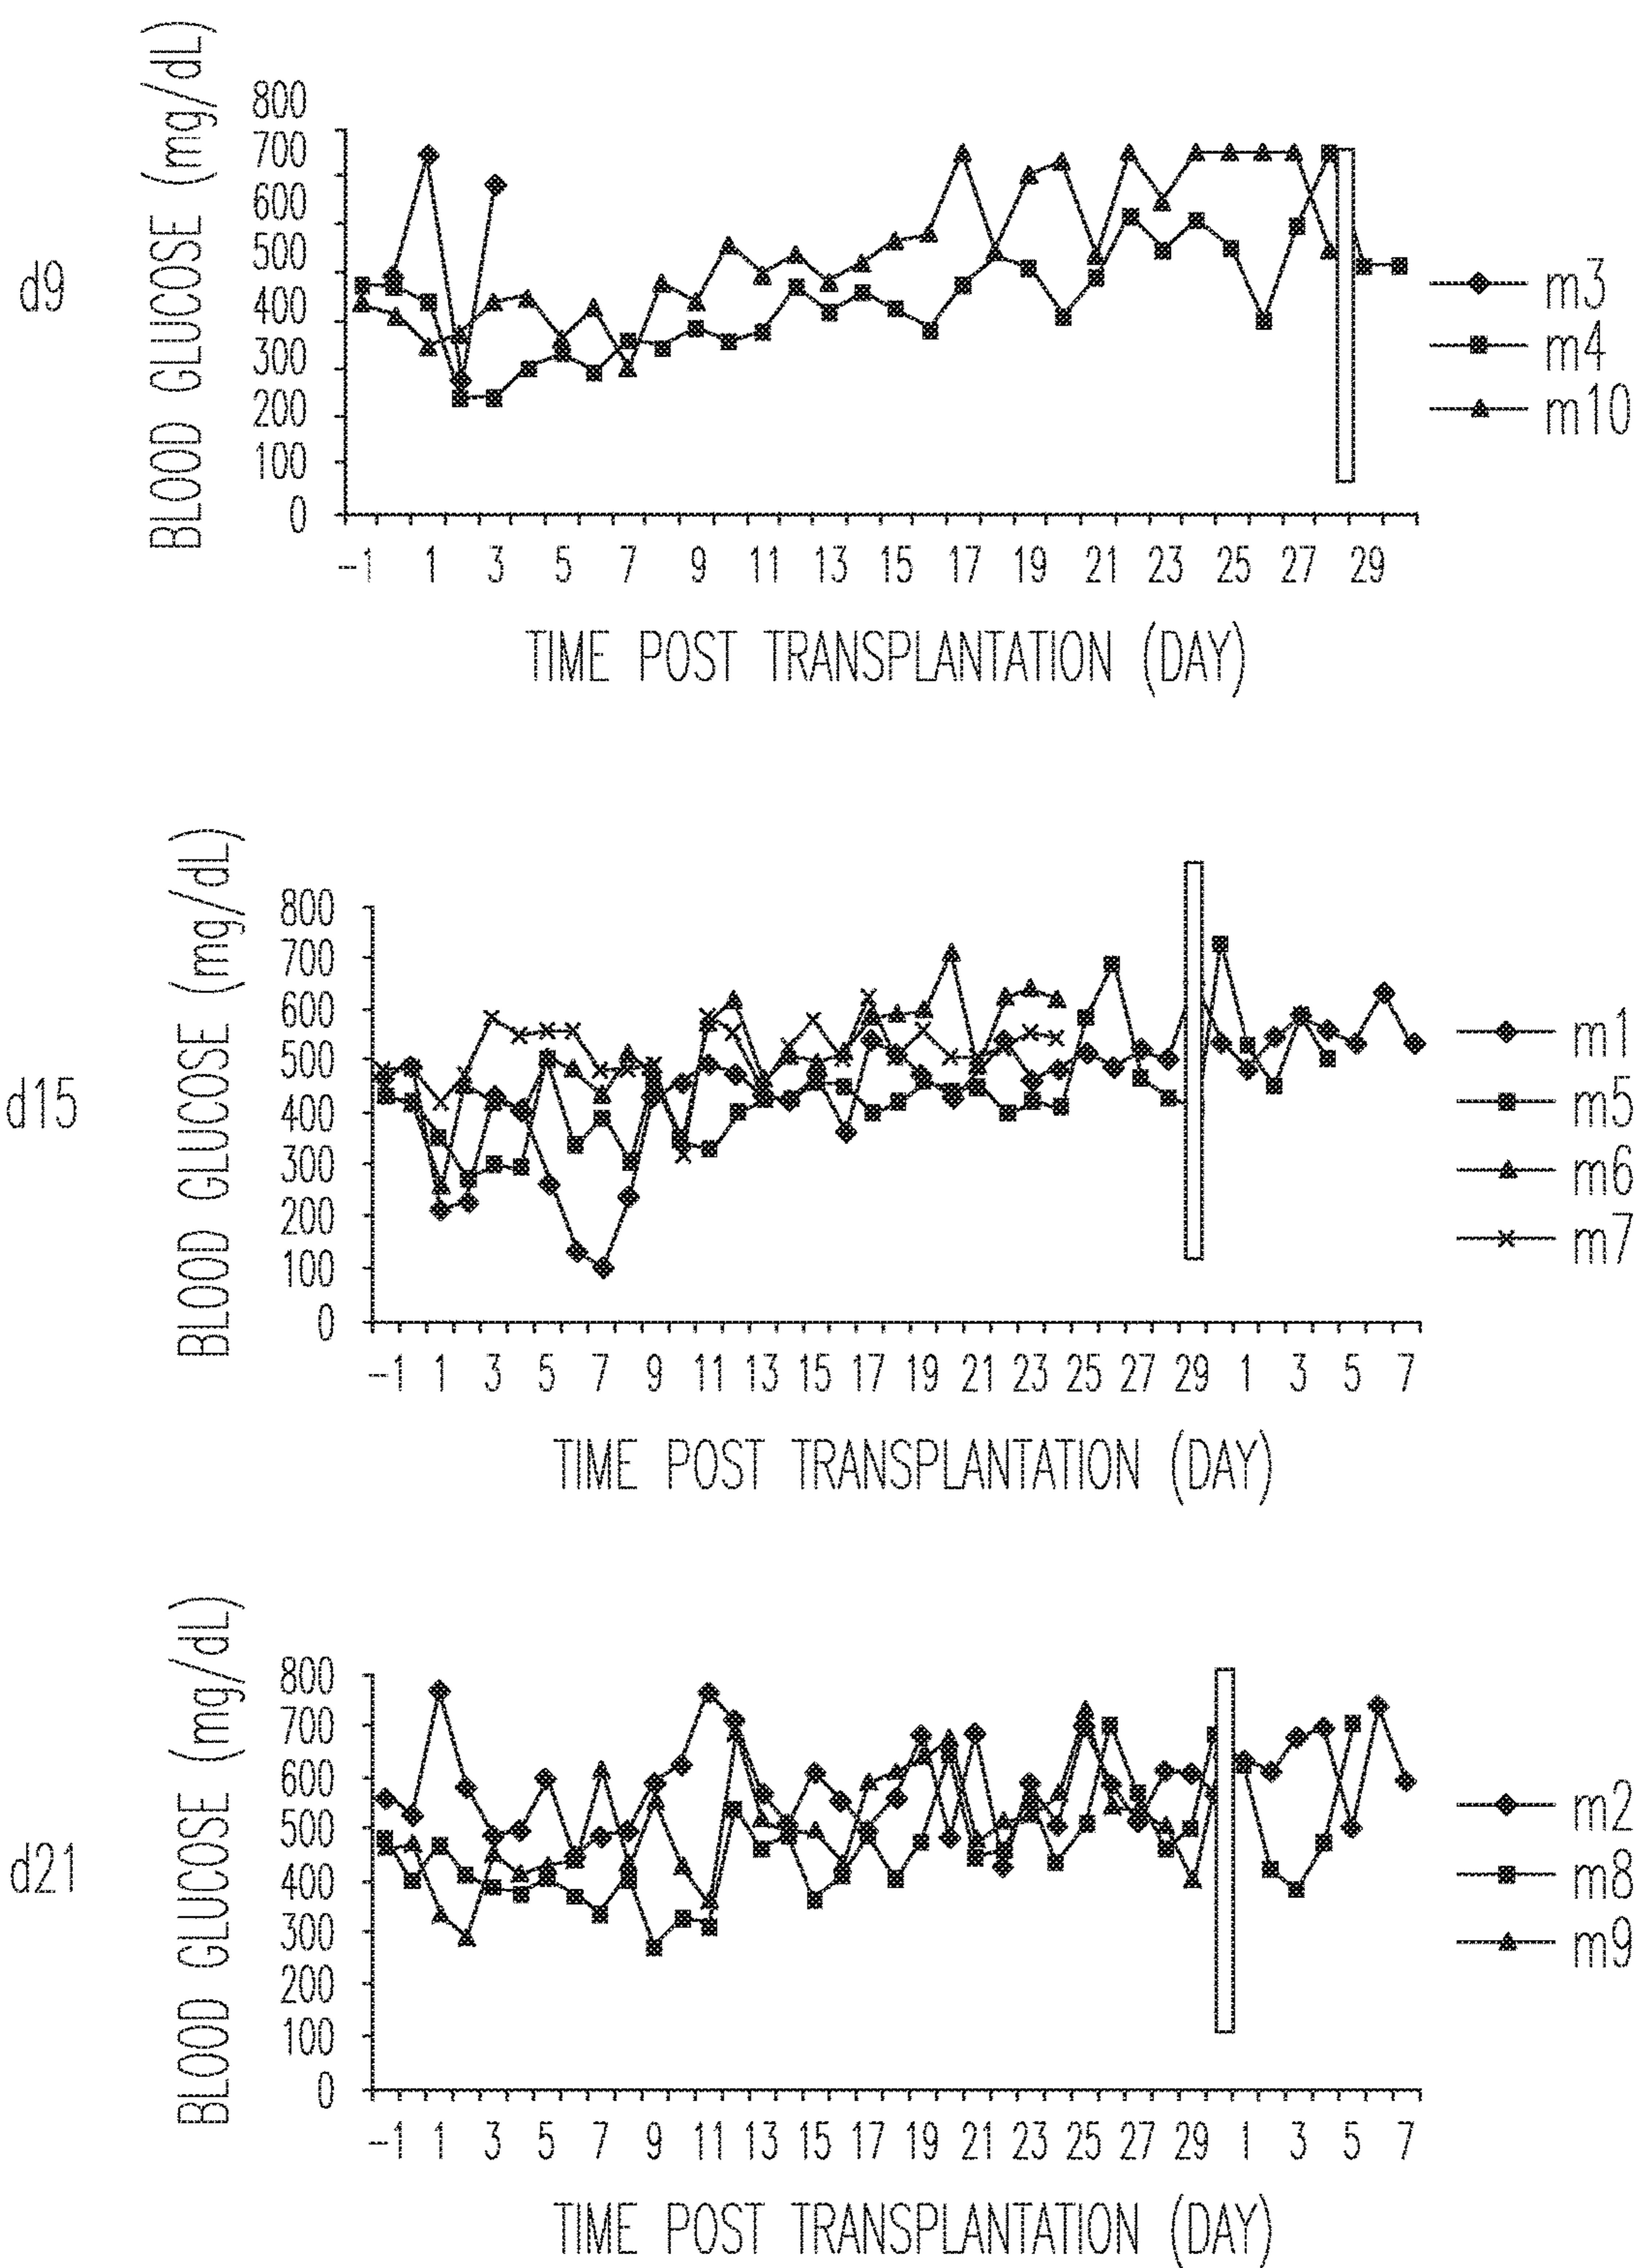 d9
BLOOD GLUCOSE (mg/dL)
800
700
600
500
400
300
200
100
0
-1 1 3 5 7 9 11 13 15 17 19 21 23 25 27 29
TIME POST TRANSPLANTATION (DAY)
m3
m4
m10
d15
BLOOD GLUCOSE (mg/dL)
800
700
600
500
400
300
200
100
0
-1 1 3 5 7 9 11 13 15 17 19 21 23 25 27 29 1 3 5 7
TIME POST TRANSPLANTATION (DAY)
m1
m5
m6
m7
d21
BLOOD GLUCOSE (mg/dL)
800
700
600
500
400
300
200
100
0
-1 1 3 5 7 9 11 13 15 17 19 21 23 25 27 29 1 3 5 7
TIME POST TRANSPLANTATION (DAY)
m2
m8
m9